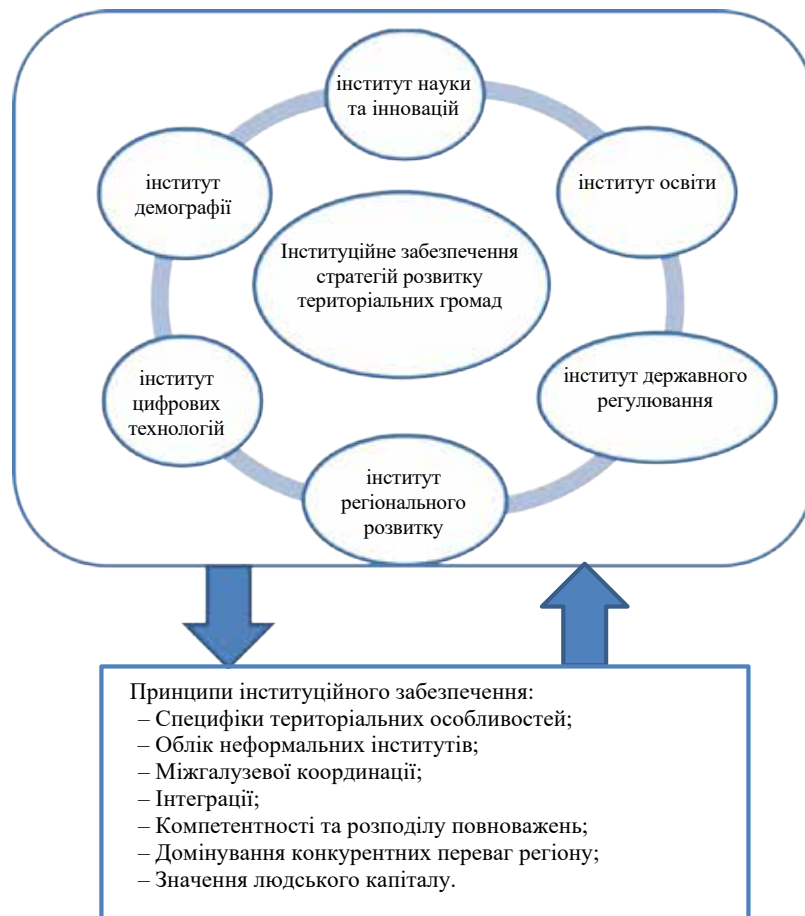 інститут науки
та інновацій
інститут
демографії
інститут освіти
Інституційне забезпечення
стратегій розвитку
територіальних громад
інститут
цифрових
технологій
інститут державного
регулювання
інститут
регіонального
розвитку
Принципи інституційного забезпечення:
– Специфіки територіальних особливостей;
– Облік неформальних інститутів;
– Міжгалузевої координації;
– Інтеграції;
– Компетентності та розподілу повноважень;
– Домінування конкурентних переваг регіону;
– Значення людського капіталу.